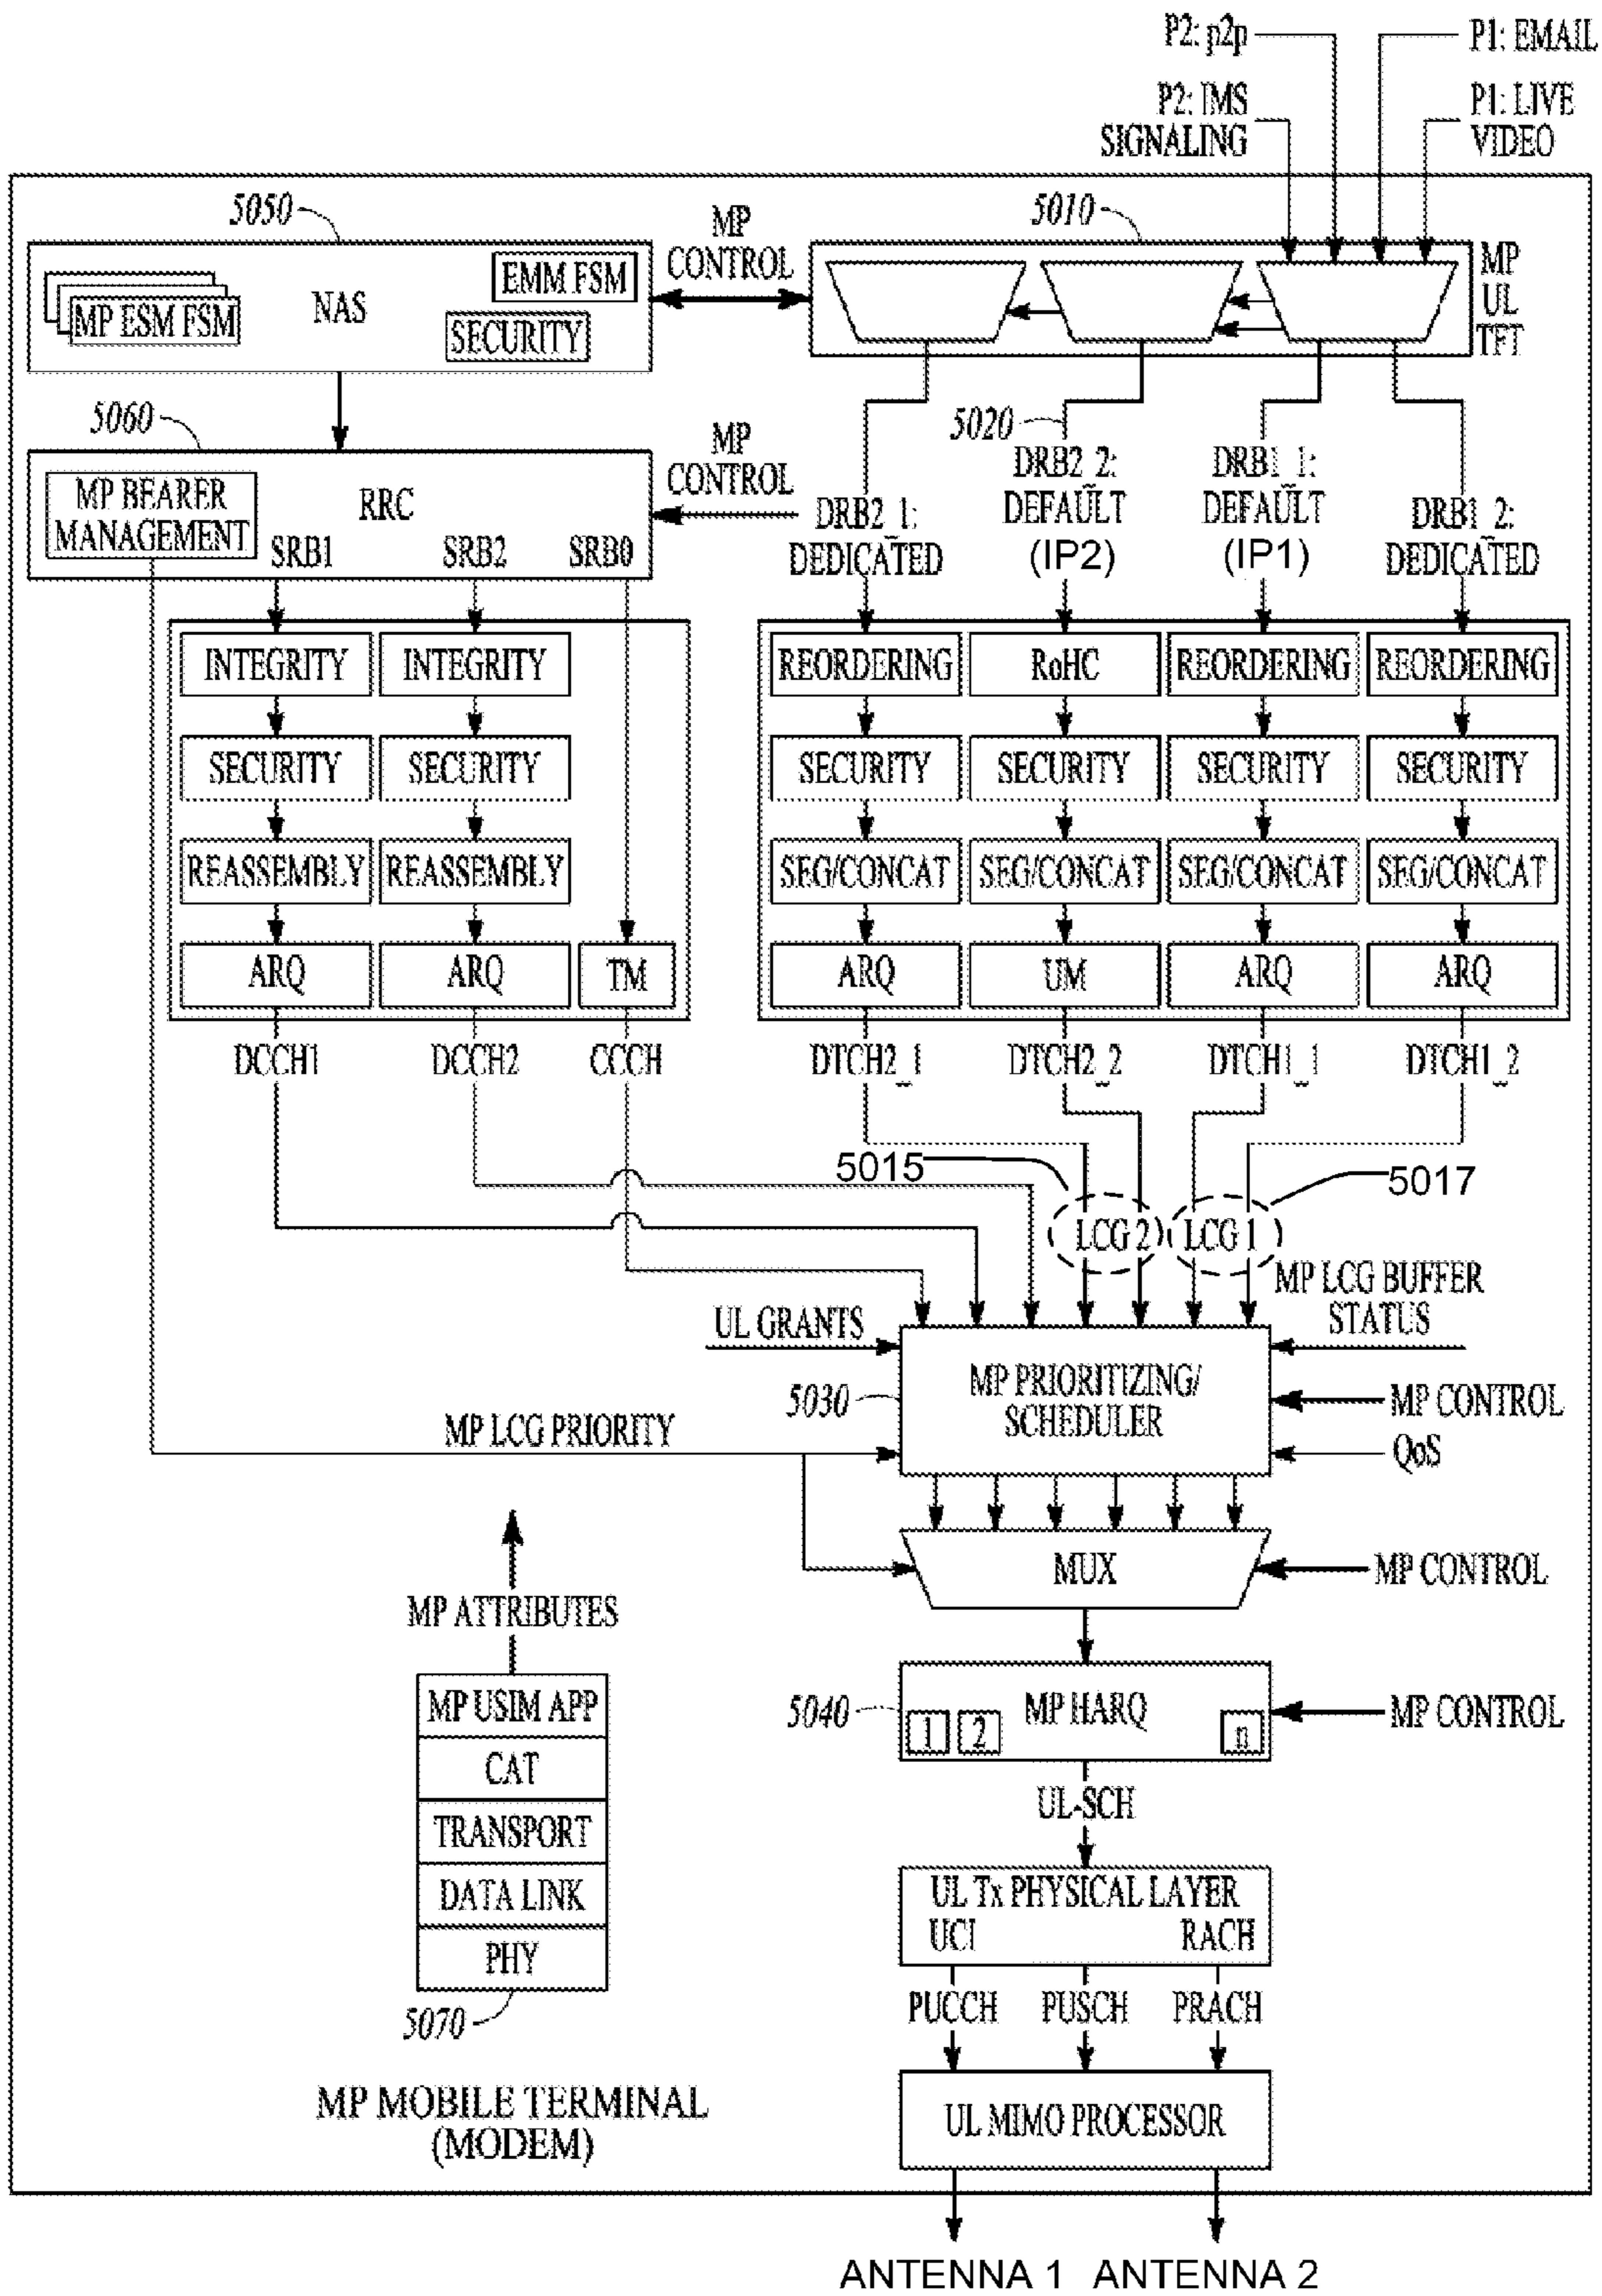 P2: p2p
P1: EMAIL
P2: IMS
SIGNALING
P1: LIVE
VIDEO
5050
MP
CONTROL
5010
MP ESM FSM
NAS
EMM FSM
SECURITY
MP
UL
TFT
5060
MP
CONTROL
5020
MP BEARER
MANAGEMENT
RRC
SRB1
SRB2
SRB0
DRB2_1:
DEDICATED
DRB2_2:
DEFAULT
(IP2)
DRB1_1:
DEFAULT
(IP1)
DRB1_2:
DEDICATED
INTEGRITY
INTEGRITY
REORDERING
RoHC
REORDERING
REORDERING
SECURITY
SECURITY
SECURITY
SECURITY
SECURITY
SECURITY
REASSEMBLY
REASSEMBLY
SEG/CONCAT
SEG/CONCAT
SEG/CONCAT
SEG/CONCAT
ARQ
ARQ
TM
ARQ
UM
ARQ
ARQ
DCCH1
DCCH2
CCCH
DTCH2_1
DTCH2_2
DTCH1_1
DTCH1_2
5015
5017
LCG 2
LCG 1
MP LCG BUFFER
STATUS
UL GRANTS
5030
MP PRIORITIZING/
SCHEDULER
MP CONTROL
MP LCG PRIORITY
QoS
MUX
MP CONTROL
MP ATTRIBUTES
MP USIM APP
CAT
TRANSPORT
DATA LINK
PHY
5070
5040
MP HARQ
1
2
n
MP CONTROL
UL-SCH
UL Tx PHYSICAL LAYER
UCI
RACH
PUCCH
PUSCH
PRACH
MP MOBILE TERMINAL
(MODEM)
UL MIMO PROCESSOR
ANTENNA 1
ANTENNA 2